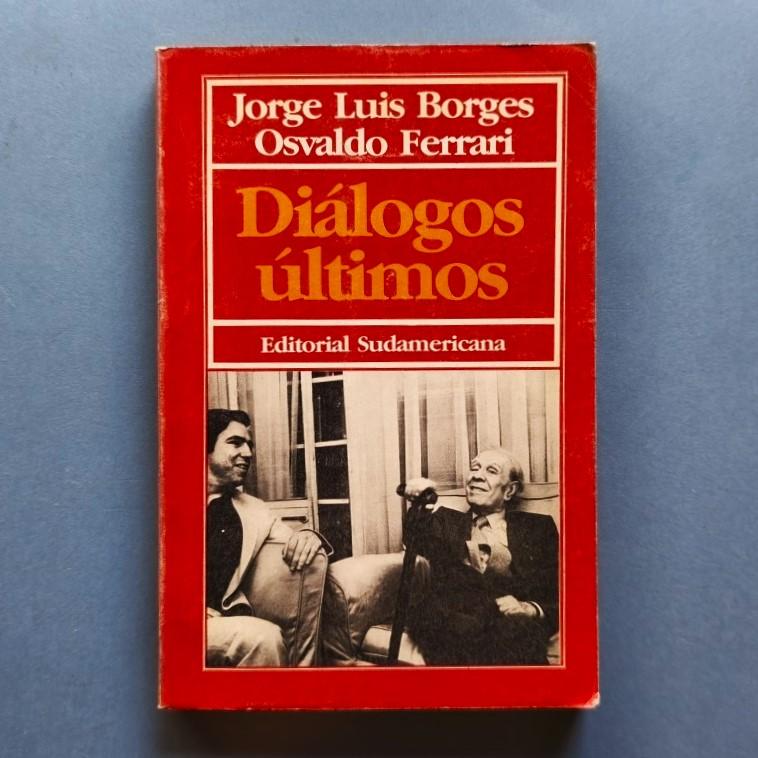 Jorge Luis Borges
Osvaldo Ferrari
Diálogos
últimos
Editorial Sudamericana